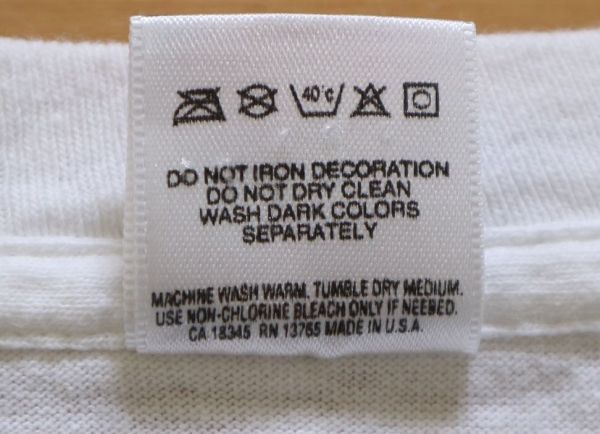 40°C
DO NOT IRON DECORATION
DO NOT DRY CLEAN
WASH DARK COLORS
SEPARATELY
MACHINE WASH WARM. TUMBLE DRY MEDIUM.
USE NON-CHLORINE BLEACH ONLY IF NEEDED.
CA 18345 RN 13765 MADE IN U.S.A.